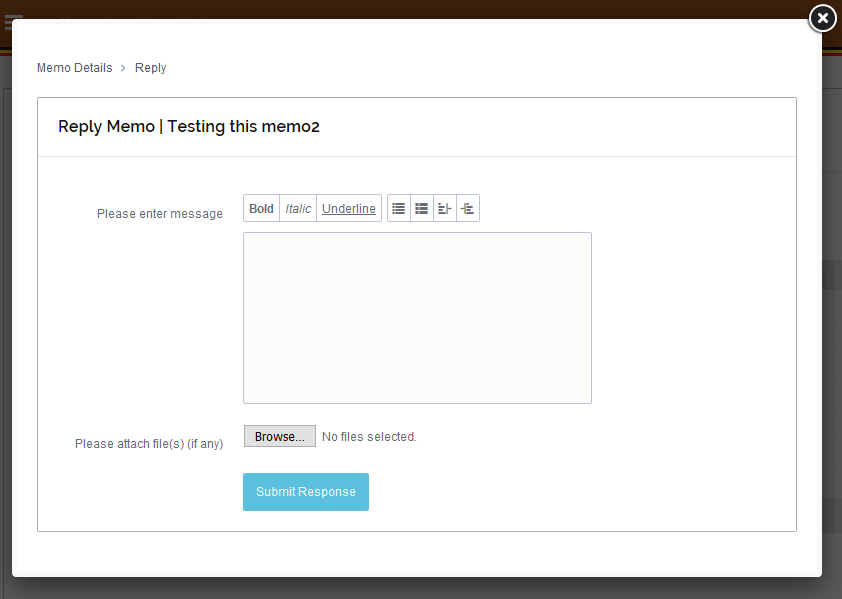 Memo Details > Reply
Reply Memo | Testing this memo2
Please enter message
Bold Italic Underline
Please attach file(s) (if any)
Browse... No files selected.
Submit Response